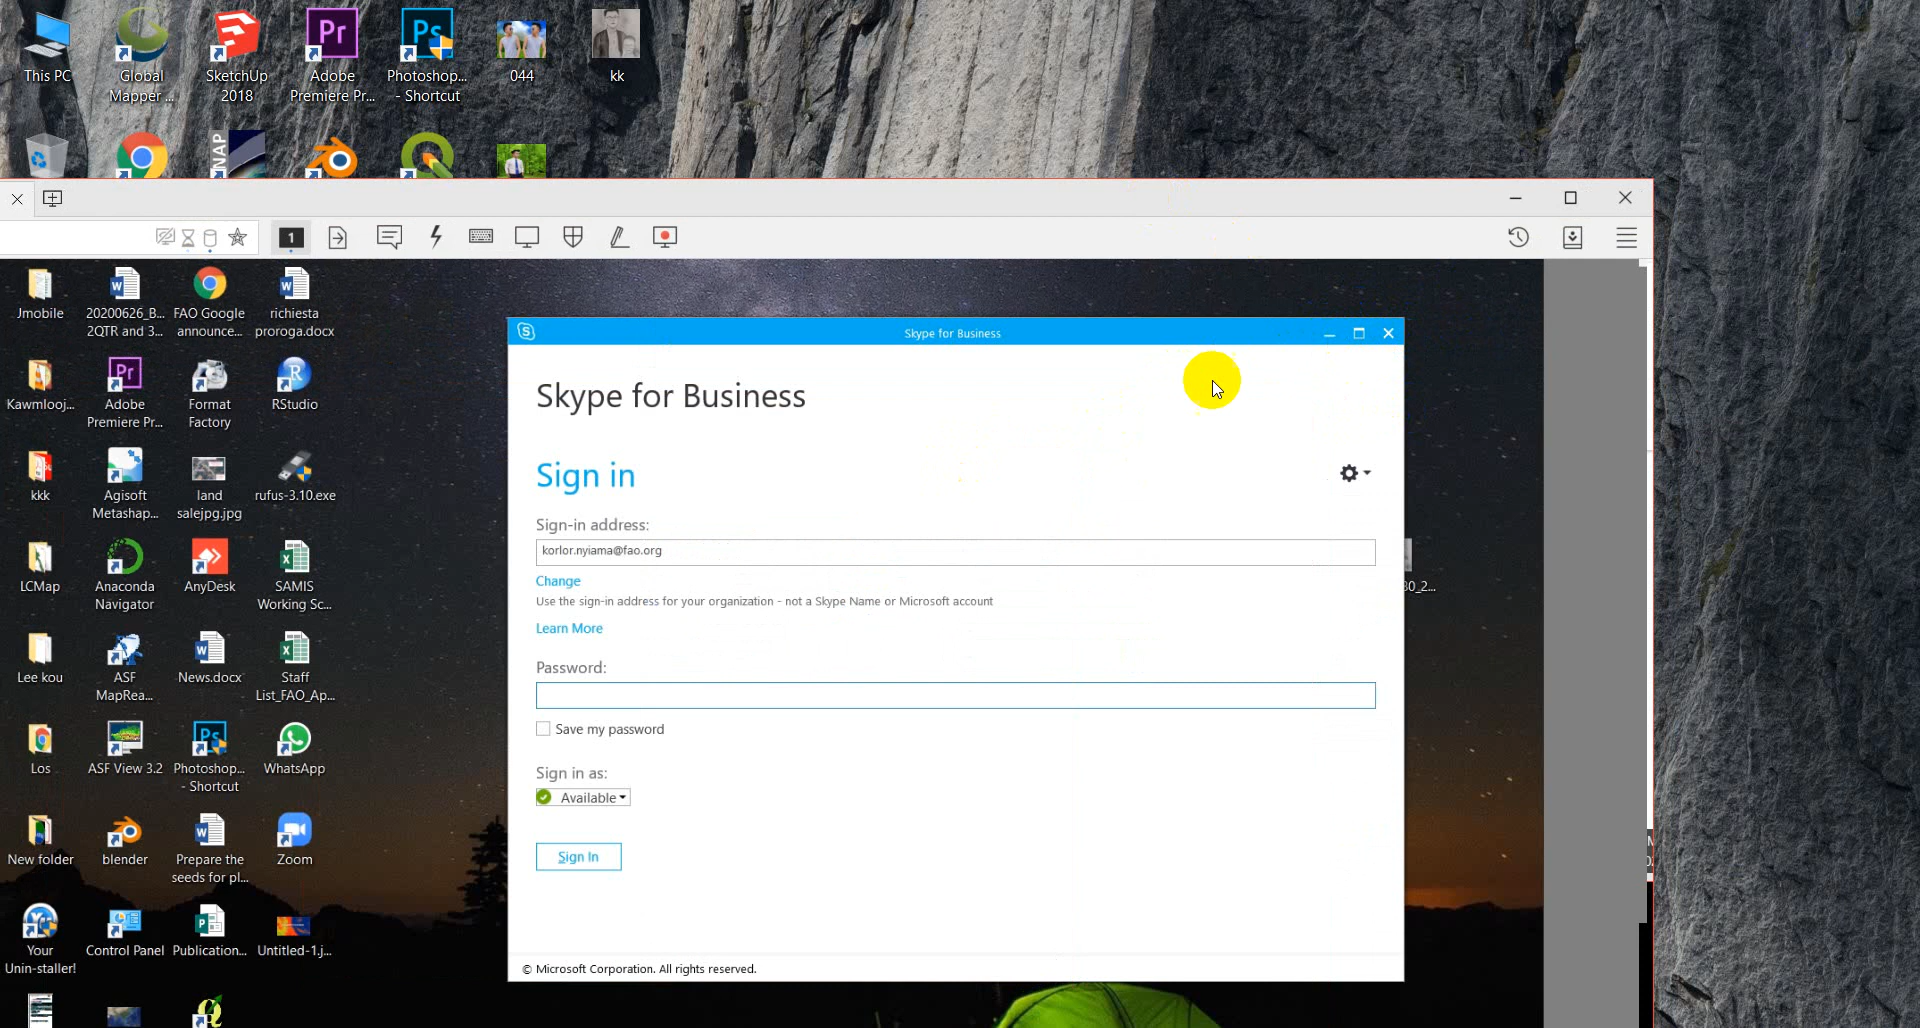 This PC
Global
Mapper ...
SketchUp
2018
Adobe
Premiere Pr...
Photoshop...
- Shortcut
044
kk
1
Jmobile
20200626_B...
2QTR and 3...
FAO Google
announce...
richiesta
proroga.docx
Kawmlooj...
Adobe
Premiere Pr...
Format
Factory
RStudio
kkk
Agisoft
Metashap...
land
salejpg.jpg
rufus-3.10.exe
LCMap
Anaconda
Navigator
AnyDesk
SAMIS
Working Sc...
Lee kou
ASF
MapRea...
News.docx
Staff
List_FAO_Ap...
Los
ASF View 3.2
Photoshop...
- Shortcut
WhatsApp
New folder
blender
Prepare the
seeds for pl...
Zoom
Your
Unin-staller!
Control Panel
Publication...
Untitled-1.j...
Skype for Business
Skype for Business
Sign in
Sign-in address:
korlor.nyiama@fao.org
Change
Use the sign-in address for your organization - not a Skype Name or Microsoft account
Learn More
Password:
Save my password
Sign in as:
Available
Sign In
© Microsoft Corporation. All rights reserved.